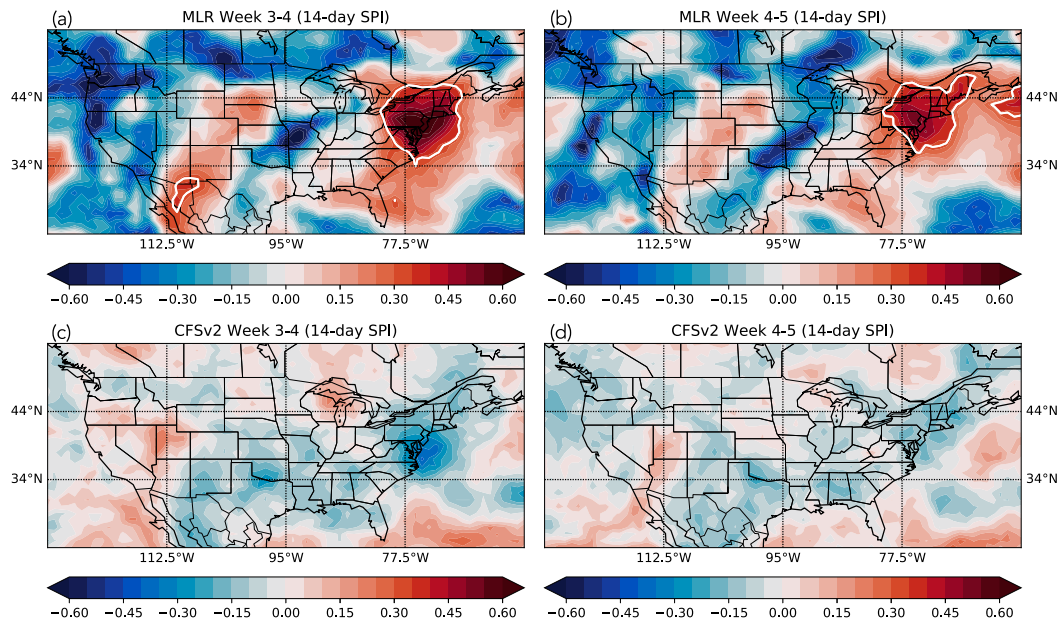 (a) MLR Week 3-4 (14-day SPI)
(b) MLR Week 4-5 (14-day SPI)
44°N
34°N
44°N
34°N
112.5°W 95°W 77.5°W
112.5°W 95°W 77.5°W
−0.60 −0.45 −0.30 −0.15 0.00 0.15 0.30 0.45 0.60
−0.60 −0.45 −0.30 −0.15 0.00 0.15 0.30 0.45 0.60
(c) CFSv2 Week 3-4 (14-day SPI)
(d) CFSv2 Week 4-5 (14-day SPI)
44°N
34°N
44°N
34°N
112.5°W 95°W 77.5°W
112.5°W 95°W 77.5°W
−0.60 −0.45 −0.30 −0.15 0.00 0.15 0.30 0.45 0.60
−0.60 −0.45 −0.30 −0.15 0.00 0.15 0.30 0.45 0.60